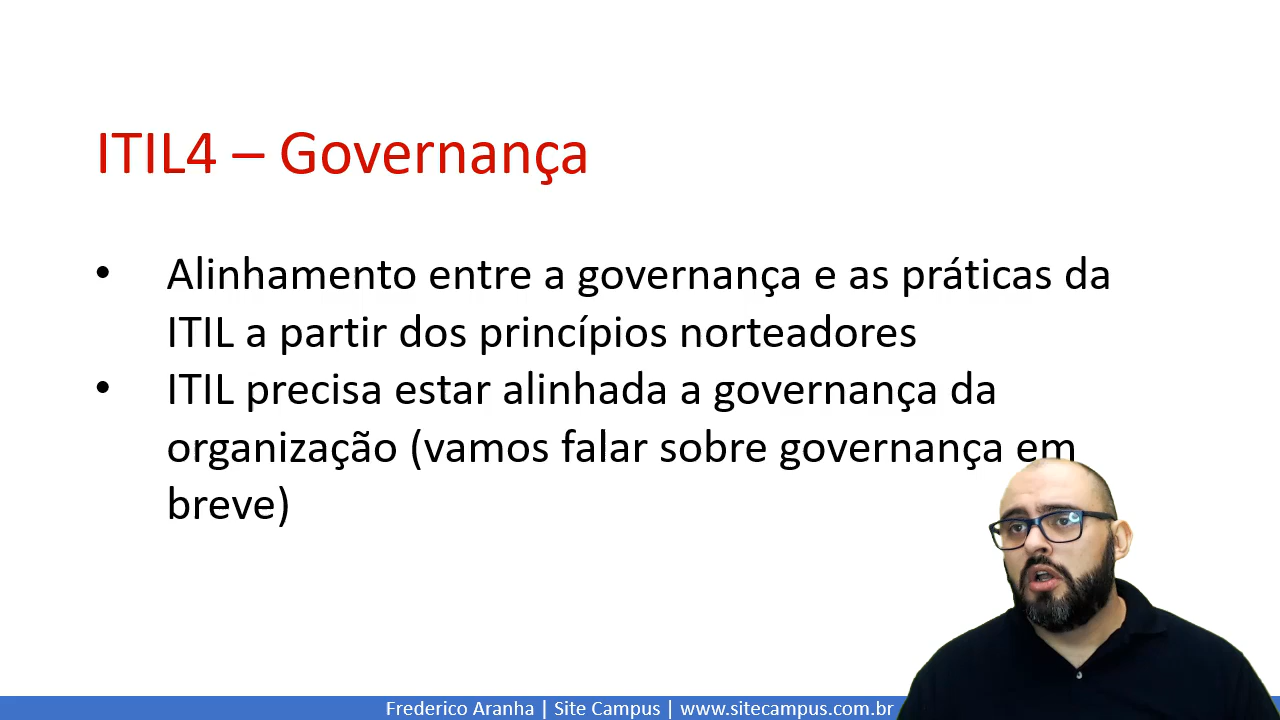 ITIL4 – Governança
• Alinhamento entre a governança e as práticas da
ITIL a partir dos princípios norteadores
• ITIL precisa estar alinhada a governança da
organização (vamos falar sobre governança em
breve)
Frederico Aranha | Site Campus | www.sitecampus.com.br